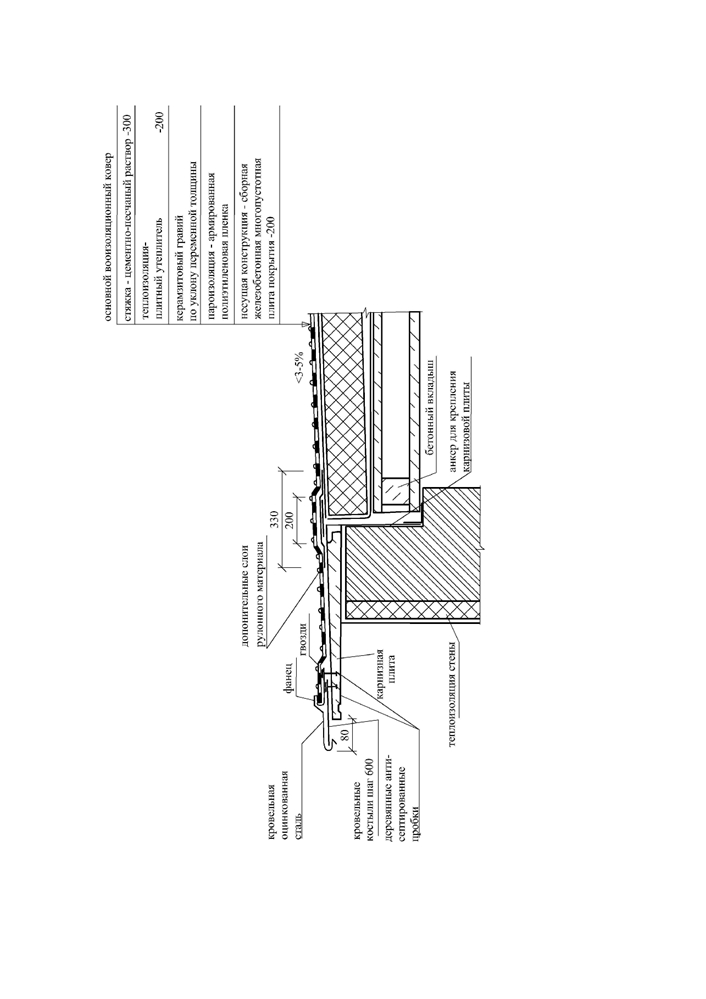 основной вооизоляционный ковер
стяжка - цементно-песчаный раствор -300
теплоизоляция-
плитный утеплитель -200
керамзитовый гравий
по уклону переменной толщины
пароизоляция - армированная
полиэтиленовая пленка
несущая конструкция - сборная
железобетонная многопустотная
плита покрытия -200
<3-5%
330
200
дополнительные слои
рулонного материала
гвозди
фанец
кровельная
оцинкованная
сталь
80
кровельные
костыли шаг 600
деревянные анти-
септированные
пробки
карнизная
плита
теплоизоляция стены
бетонный вкладыш
анкер для крепления
карнизовой плиты